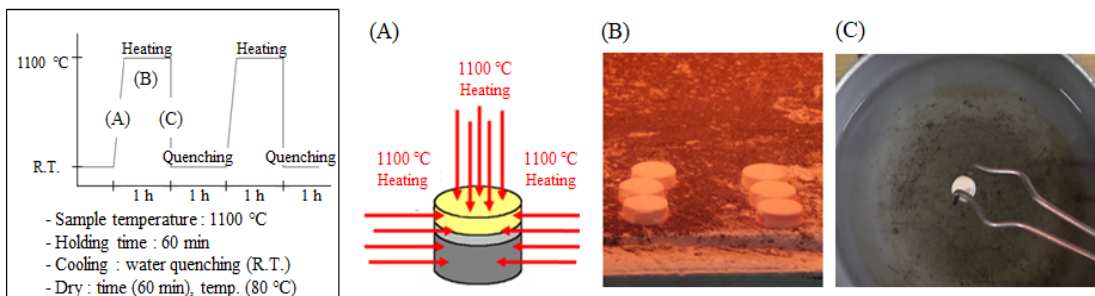 Heating
Heating
1100 ℃
(B)
(A)
(C)
Quenching
Quenching
R.T.
1 h
1 h
1 h
1 h
- Sample temperature : 1100 ℃
- Holding time : 60 min
- Cooling : water quenching (R.T.)
- Dry : time (60 min), temp. (80 ℃)
(A)
1100 ℃
Heating
1100 ℃
Heating
1100 ℃
Heating
(B)
(C)